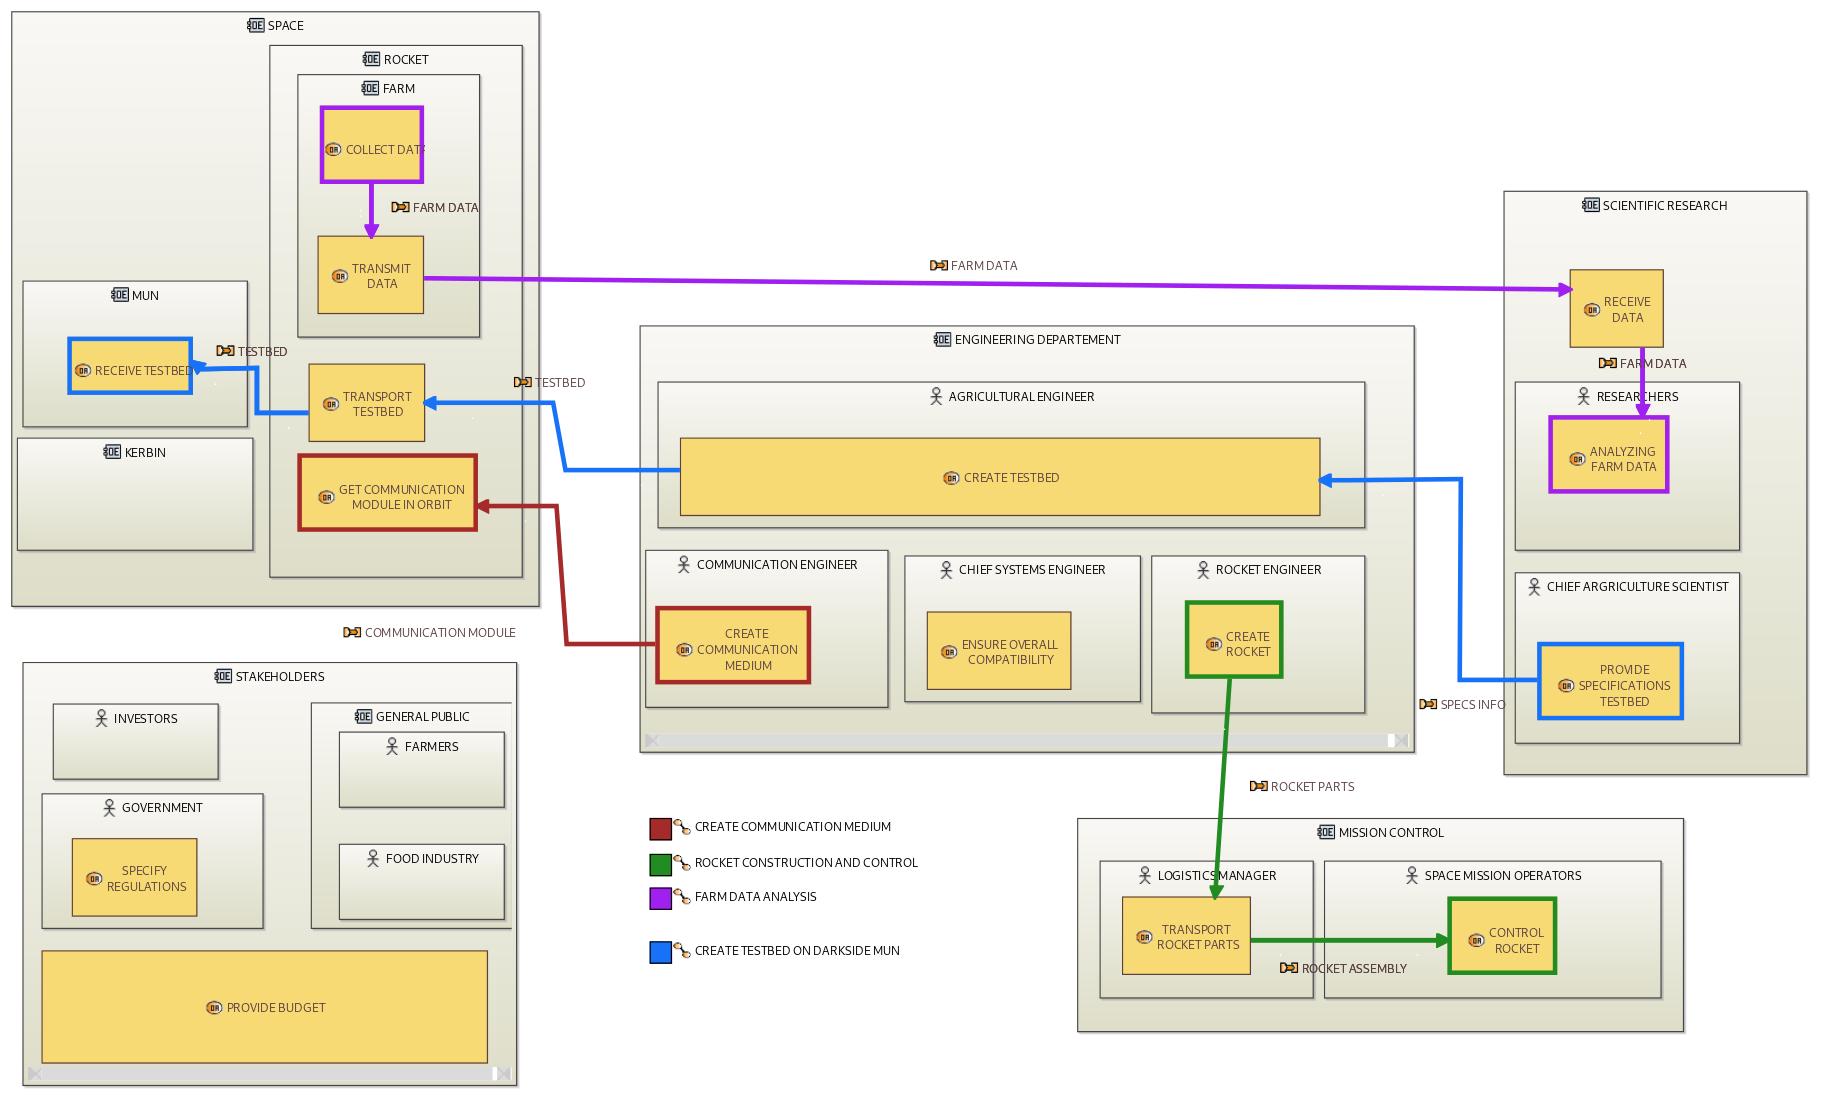 SPACE
ROCKET
FARM
COLLECT DAT
FARM DATA
TRANSMIT
DATA
MUN
RECEIVE TESTBED
TESTBED
TRANSPORT
TESTBED
TESTBED
KERBIN
GET COMMUNICATION
MODULE IN ORBIT
COMMUNICATION MODULE
FARM DATA
ENGINEERING DEPARTEMENT
AGRICULTURAL ENGINEER
CREATE TESTBED
COMMUNICATION ENGINEER
CREATE
COMMUNICATION
MEDIUM
CHIEF SYSTEMS ENGINEER
ENSURE OVERALL
COMPATIBILITY
ROCKET ENGINEER
CREATE
ROCKET
SCIENTIFIC RESEARCH
RECEIVE
DATA
FARM DATA
RESEARCHERS
ANALYZING
FARM DATA
CHIEF ARGRICULTURE SCIENTIST
PROVIDE
SPECIFICATIONS
TESTBED
SPECS INFO
STAKEHOLDERS
INVESTORS
GENERAL PUBLIC
FARMERS
GOVERNMENT
SPECIFY
REGULATIONS
FOOD INDUSTRY
PROVIDE BUDGET
CREATE COMMUNICATION MEDIUM
ROCKET CONSTRUCTION AND CONTROL
FARM DATA ANALYSIS
CREATE TESTBED ON DARKSIDE MUN
ROCKET PARTS
MISSION CONTROL
LOGISTICS MANAGER
TRANSPORT
ROCKET PARTS
ROCKET ASSEMBLY
SPACE MISSION OPERATORS
CONTROL
ROCKET